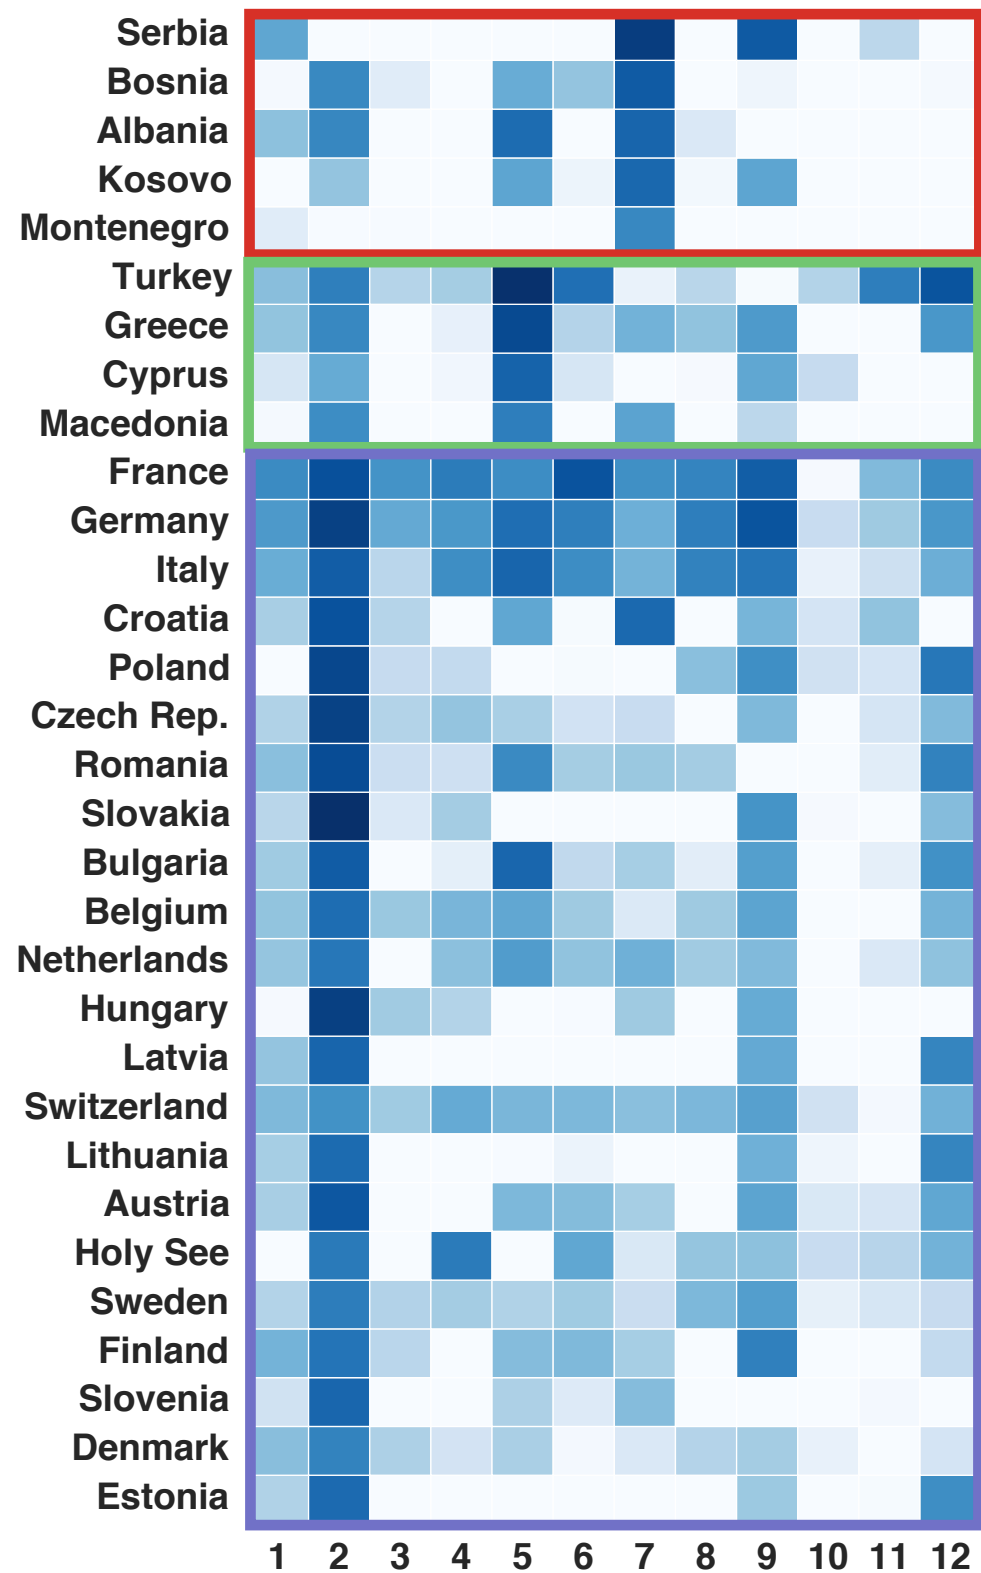 Serbia
Bosnia
Albania
Kosovo
Montenegro
Turkey
Greece
Cyprus
Macedonia
France
Germany
Italy
Croatia
Poland
Czech Rep.
Romania
Slovakia
Bulgaria
Belgium
Netherlands
Hungary
Latvia
Switzerland
Lithuania
Austria
Holy See
Sweden
Finland
Slovenia
Denmark
Estonia
1 2 3 4 5 6 7 8 9 10 11 12